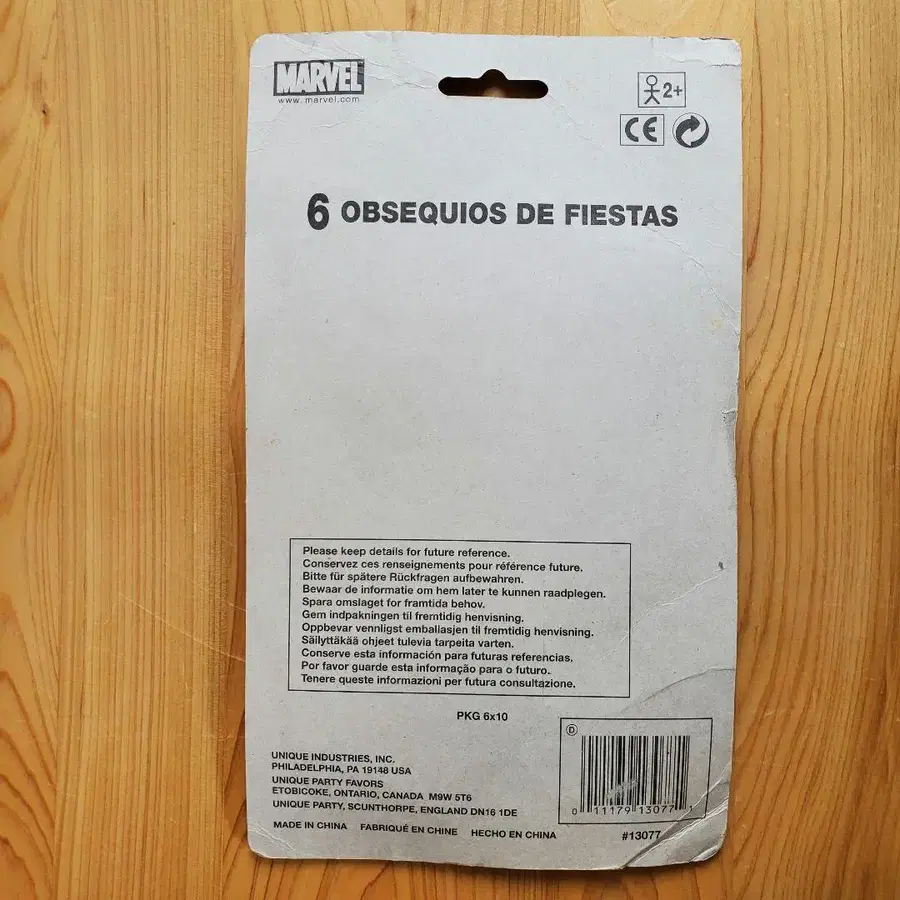 MARVEL
www.marvel.com
2+
CE
6 OBSEQUIOS DE FIESTAS
Please keep details for future reference.
Conservez ces renseignements pour référence future.
Bitte für spätere Rückfragen aufbewahren.
Bewaar de informatie om hem later te kunnen raadplegen.
Spara omslaget for framtida behov.
Gem indpakningen til fremtidig henvisning.
Oppbevar vennligst embaliasjen til fremtidig henvisning.
Säilyttäkää ohjeet tulevia tarpeita varten.
Conserve esta información para futuras referencias.
Por favor guarde esta informação para o futuro.
Tenere queste informazioni per futura consultazione.
PKG 6x10
UNIQUE INDUSTRIES, INC.
PHILADELPHIA, PA 19148 USA
UNIQUE PARTY FAVORS
ETOBICOKE, ONTARIO, CANADA M9W 5T6
UNIQUE PARTY, SCUNTHORPE, ENGLAND DN16 1DE
MADE IN CHINA FABRIQUÉ EN CHINE HECHO EN CHINA
D
0 11179 13077 1
#13077